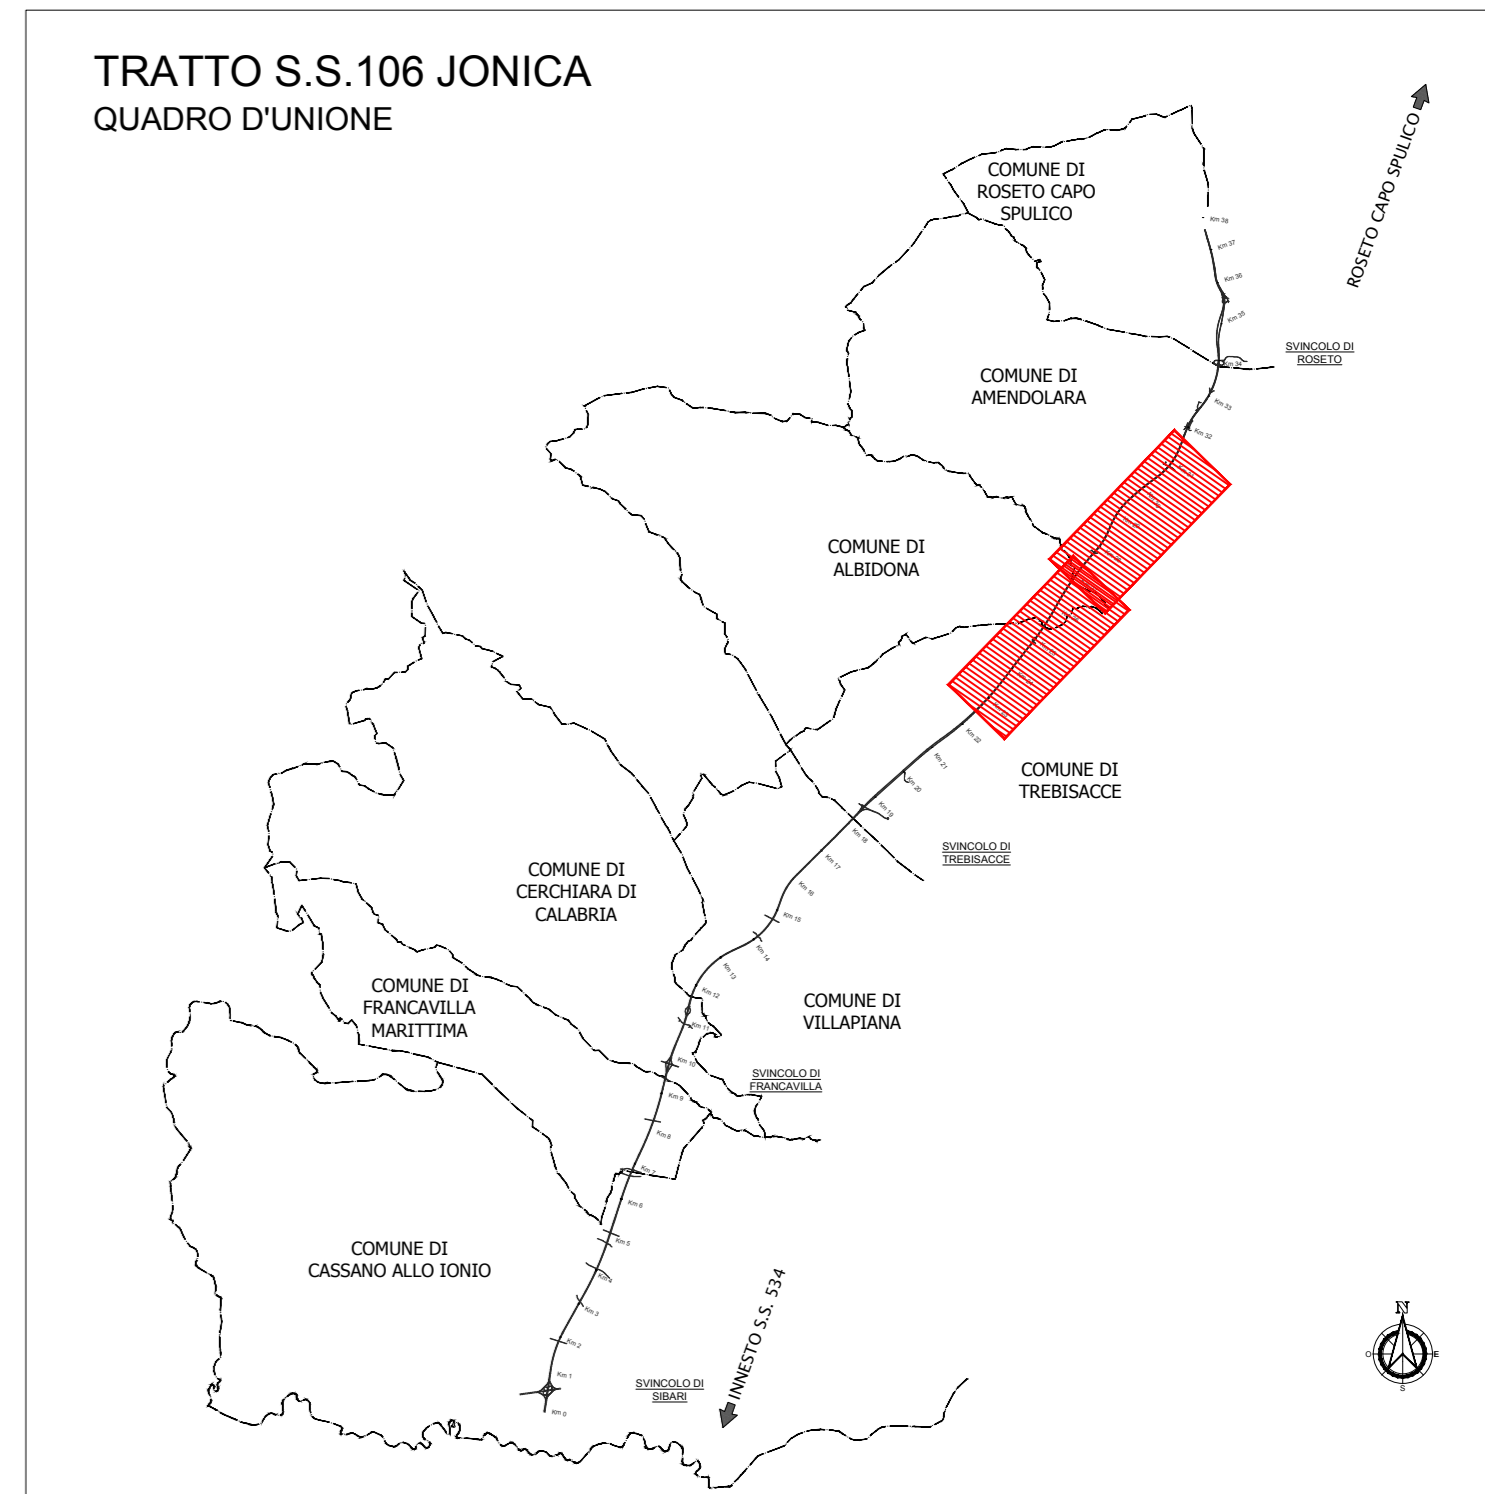 TRATTO S.S.106 JONICA
QUADRO D'UNIONE
ROSETO CAPO SPULICO
COMUNE DI
ROSETO CAPO
SPULICO
Km 38
Km 37
Km 36
Km 35
SVINCOLO DI
ROSETO
Km 34
COMUNE DI
AMENDOLARA
Km 33
Km 32
COMUNE DI
ALBIDONA
Km 22
Km 21
Km 20
Km 19
Km 18
COMUNE DI
TREBISACCE
SVINCOLO DI
TREBISACCE
Km 17
Km 16
Km 15
Km 14
Km 13
Km 12
Km 11
Km 10
COMUNE DI
CERCHIARA DI
CALABRIA
COMUNE DI
FRANCAVILLA
MARITTIMA
COMUNE DI
VILLAPIANA
SVINCOLO DI
FRANCAVILLA
Km 9
Km 8
Km 7
Km 6
Km 5
Km 4
Km 3
Km 2
Km 1
Km 0
COMUNE DI
CASSANO ALLO IONIO
SVINCOLO DI
SIBARI
INNESTO S.S. 534
N
O
E
S